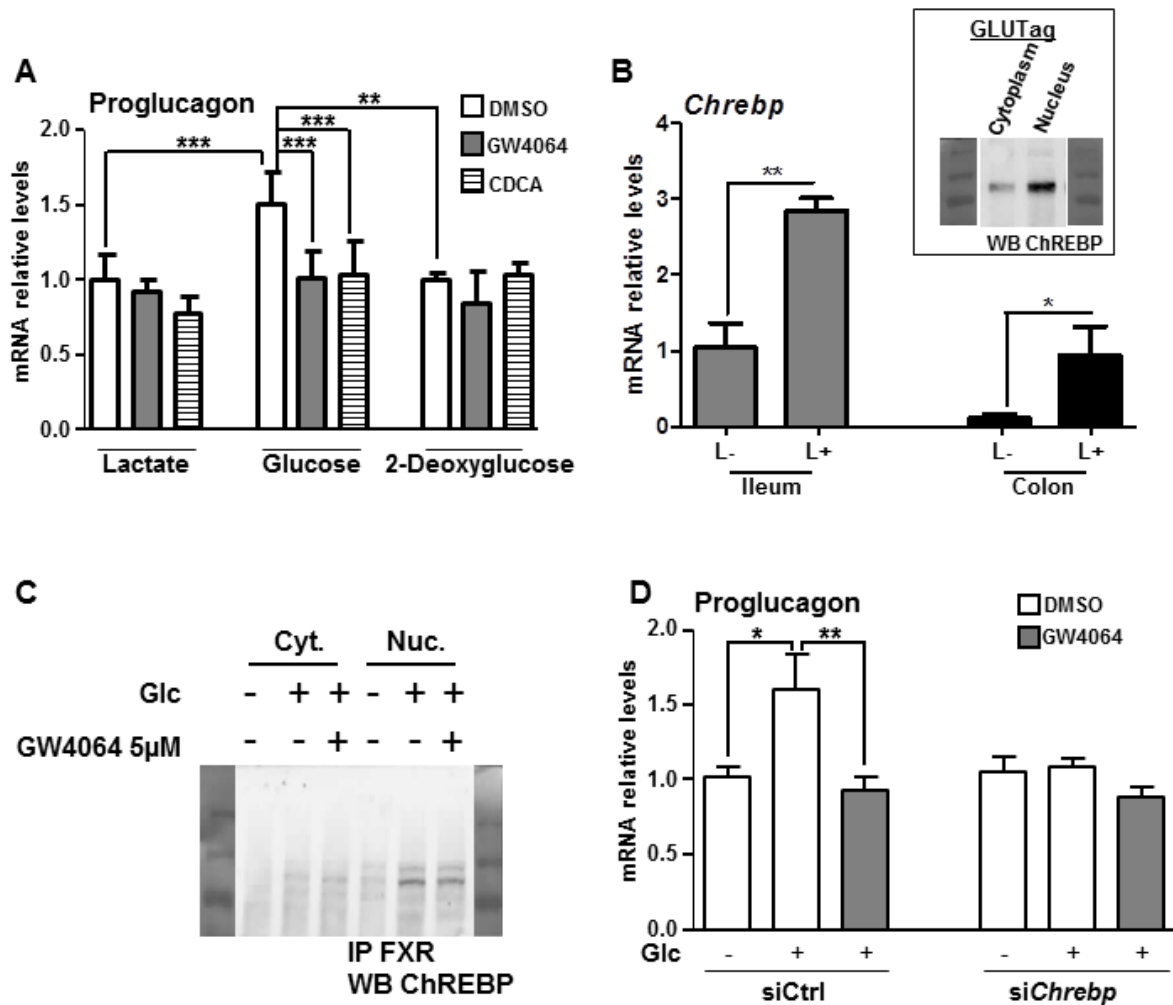 A
Proglucagon
DMSO
GW4064
CDCA
mRNA relative levels
2.0
1.5
1.0
0.5
0.0
***
***
***
**
Lactate
Glucose
2-Deoxyglucose
B
Chrebp
mRNA relative levels
4
3
2
1
0
**
*
L-
L+
L-
L+
Ileum
Colon
GLUTag
Cytoplasm
Nucleus
WB ChREBP
C
Cyt. Nuc.
Glc - + + - + +
GW4064 5µM - - + - - +
IP FXR
WB ChREBP
D
Proglucagon
DMSO
GW4064
mRNA relative levels
2.0
1.5
1.0
0.5
0.0
* **
Glc - + + - + +
siCtrl
siChrebp